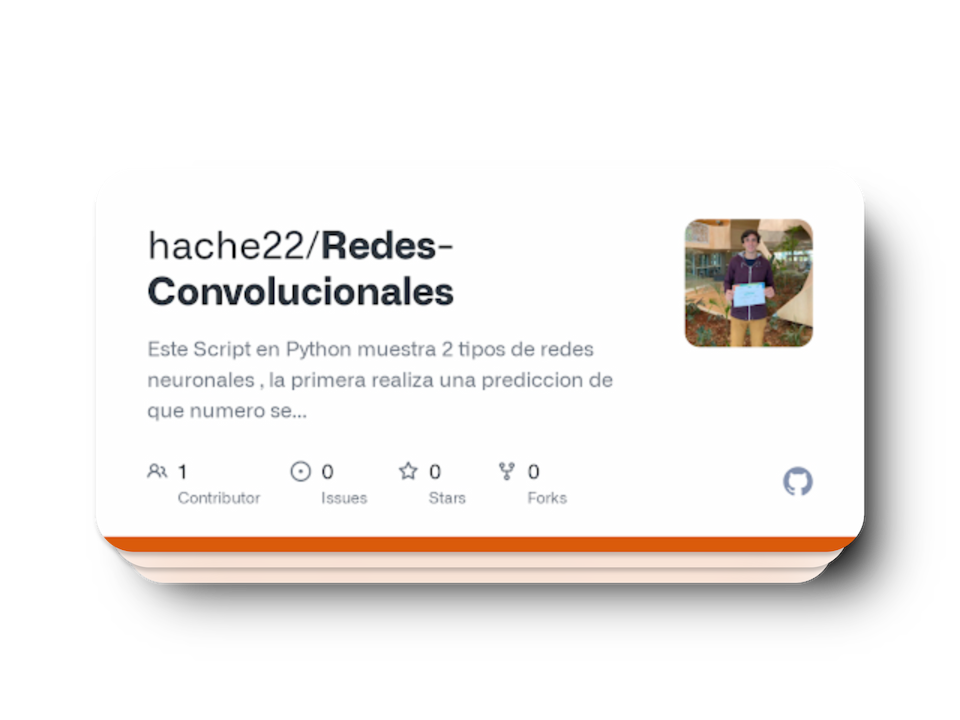 hache22/Redes-
Convolucionales
Este Script en Python muestra 2 tipos de redes
neuronales , la primera realiza una prediccion de
que numero se...
1
Contributor
0
Issues
0
Stars
0
Forks